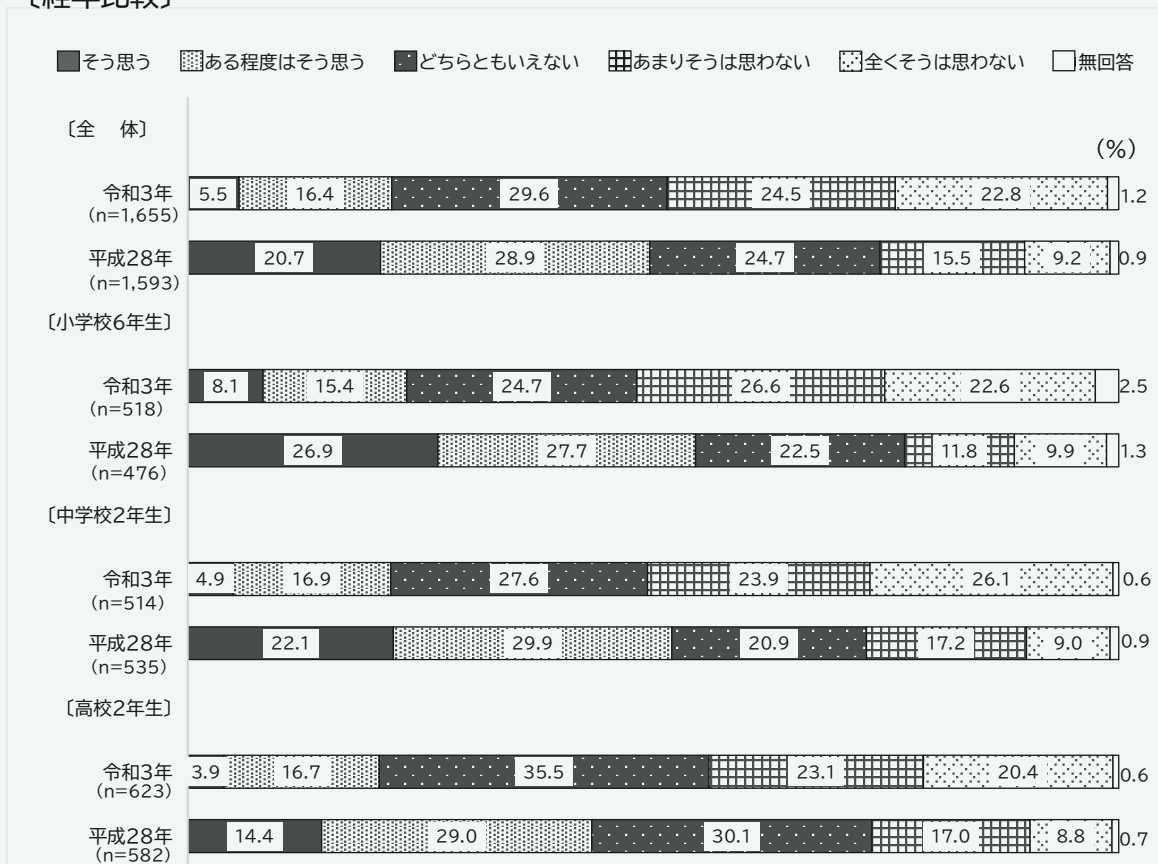 〔経年比較〕
そう思う ある程度はそう思う どちらともいえない あまりそうは思わない 全くそうは思わない 無回答
〔全　体〕
(%)
令和3年 5.5 16.4 29.6 24.5 22.8 1.2
(n=1,655)
平成28年 20.7 28.9 24.7 15.5 9.2 0.9
(n=1,593)
〔小学校6年生〕
令和3年 8.1 15.4 24.7 26.6 22.6 2.5
(n=518)
平成28年 26.9 27.7 22.5 11.8 9.9 1.3
(n=476)
〔中学校2年生〕
令和3年 4.9 16.9 27.6 23.9 26.1 0.6
(n=514)
平成28年 22.1 29.9 20.9 17.2 9.0 0.9
(n=535)
〔高校2年生〕
令和3年 3.9 16.7 35.5 23.1 20.4 0.6
(n=623)
平成28年 14.4 29.0 30.1 17.0 8.8 0.7
(n=582)